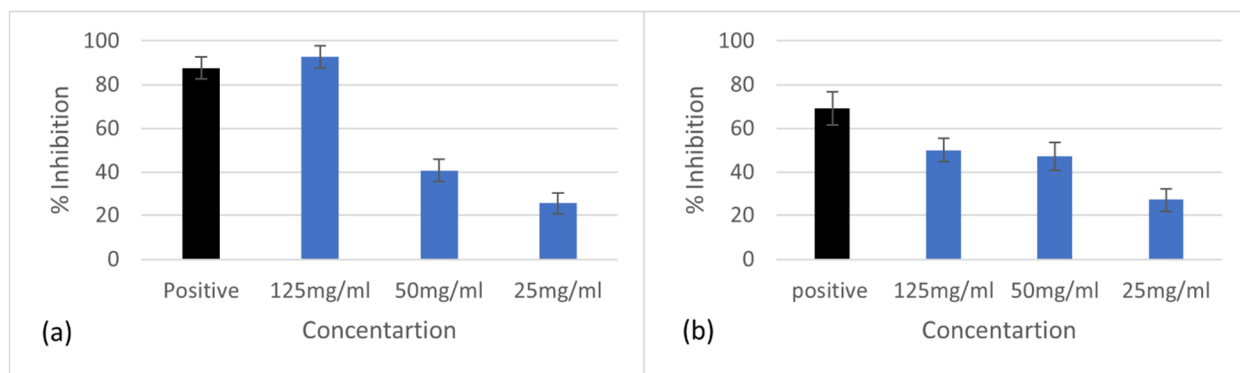 100
80
60
40
20
0
% Inhibition
Positive 125mg/ml 50mg/ml 25mg/ml
Concentartion
(a)
100
80
60
40
20
0
% Inhibition
positive 125mg/ml 50mg/ml 25mg/ml
Concentartion
(b)